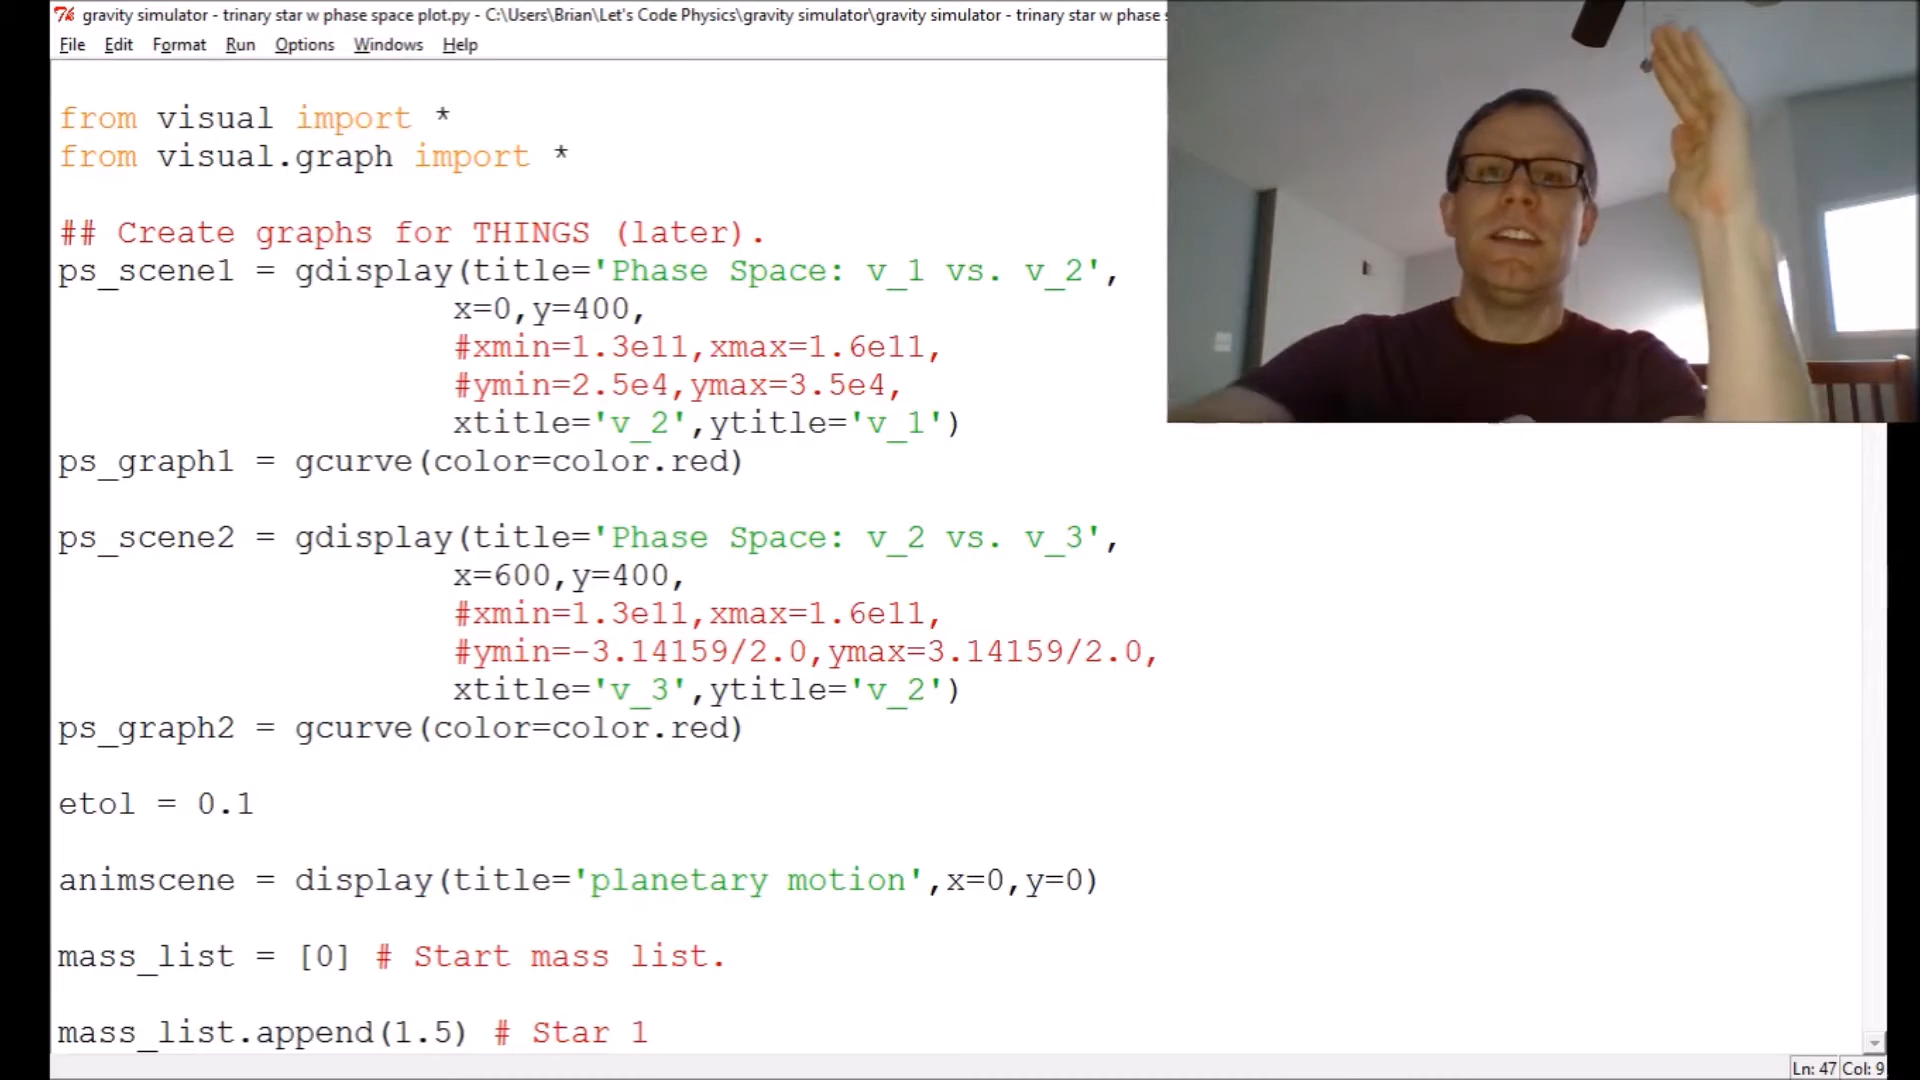 gravity simulator - trinary star w phase space plot.py - C:\Users\Brian\Let's Code Physics\gravity simulator\gravity simulator - trinary star w phase s
File Edit Format Run Options Windows Help
from visual import *
from visual.graph import *
## Create graphs for THINGS (later).
ps_scene1 = gdisplay(title='Phase Space: v_1 vs. v_2',
x=0,y=400,
#xmin=1.3e11,xmax=1.6e11,
#ymin=2.5e4,ymax=3.5e4,
xtitle='v_2',ytitle='v_1')
ps_graph1 = gcurve(color=color.red)
ps_scene2 = gdisplay(title='Phase Space: v_2 vs. v_3',
x=600,y=400,
#xmin=1.3e11,xmax=1.6e11,
#ymin=-3.14159/2.0,ymax=3.14159/2.0,
xtitle='v_3',ytitle='v_2')
ps_graph2 = gcurve(color=color.red)
etol = 0.1
animscene = display(title='planetary motion',x=0,y=0)
mass_list = [0] # Start mass list.
mass_list.append(1.5) # Star 1
Ln: 47 Col: 9